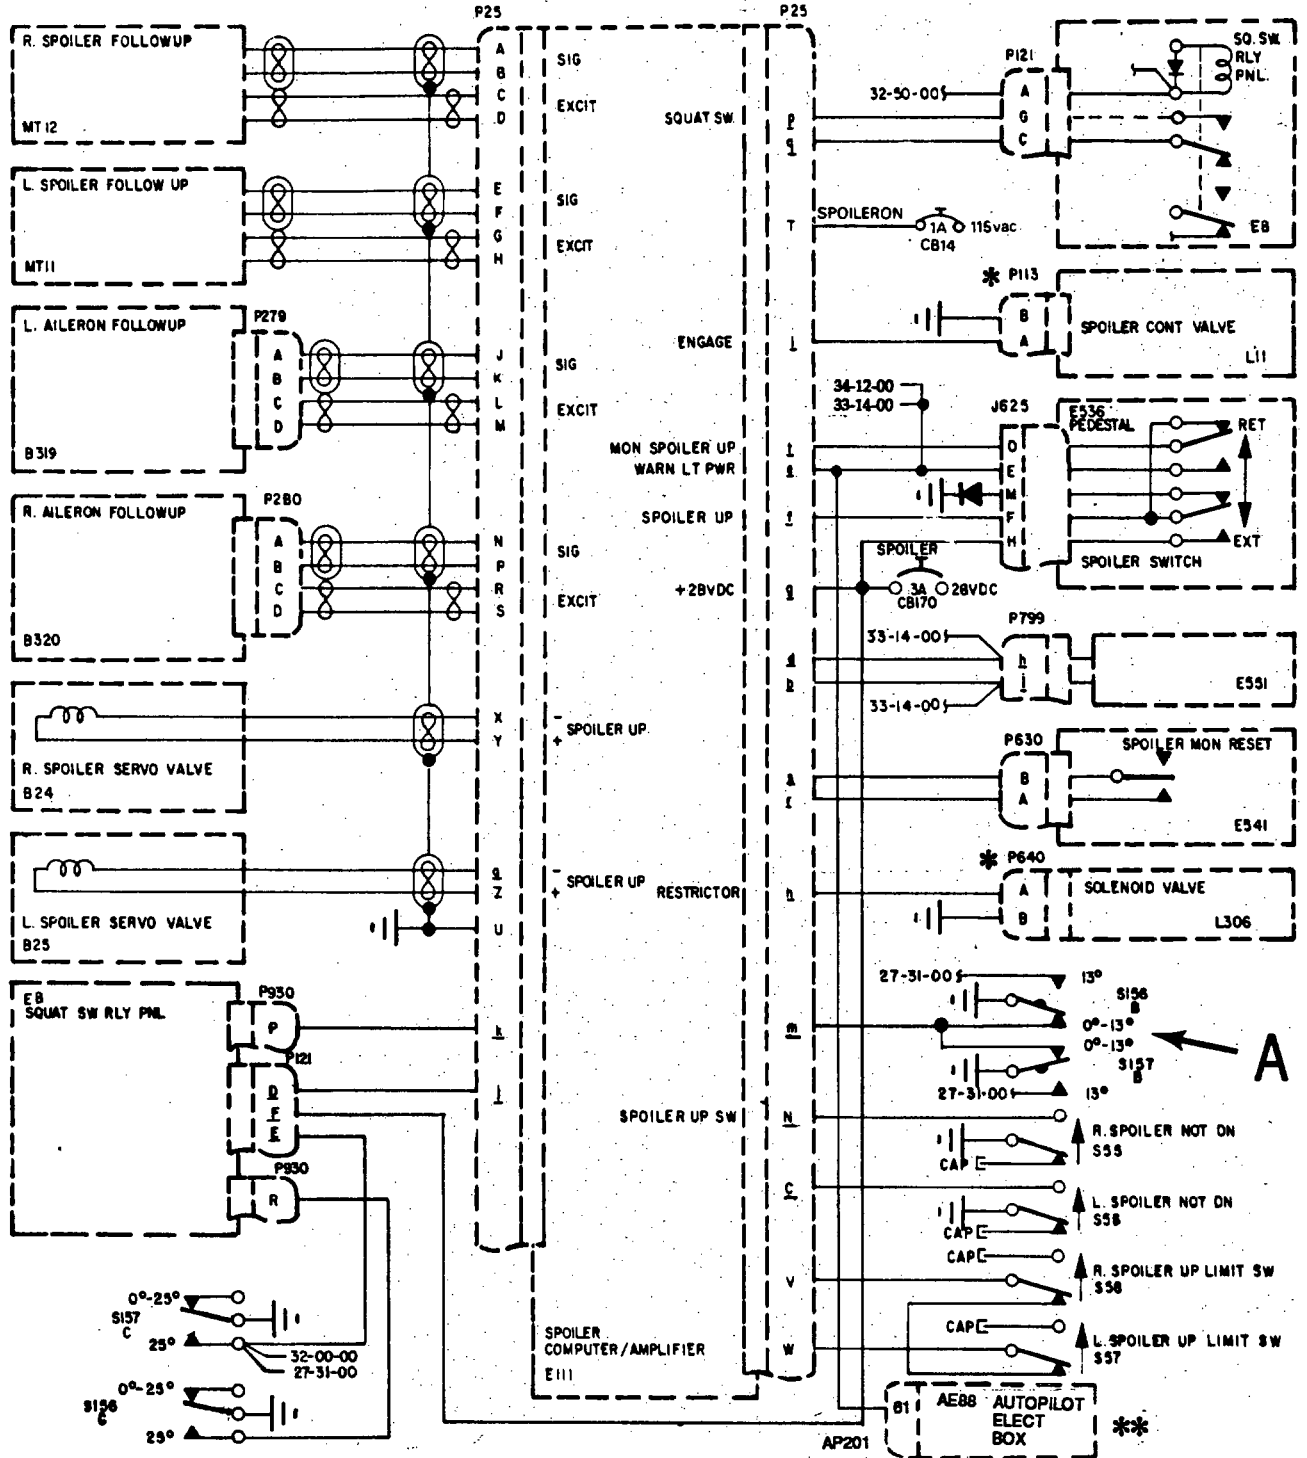 P25
P25
R. SPOILER FOLLOWUP
MT 12
A
B
C
D
SIG
EXCIT
L. SPOILER FOLLOW UP
MT11
E
F
G
H
SIG
EXCIT
L. AILERON FOLLOWUP
B319
P279
A
B
C
D
J
K
L
M
SIG
EXCIT
R. AILERON FOLLOWUP
B320
P280
A
B
C
D
N
P
R
S
SIG
EXCIT
R. SPOILER SERVO VALVE
B24
X
Y
-
+
SPOILER UP
L. SPOILER SERVO VALVE
B25
Z
U
-
+
SPOILER UP
E8
SQUAT SW RLY PNL
P930
P
k
P121
D
F
E
j
P930
R
0°-25°
S157
C
25°
32-00-00
27-31-00
0°-25°
S156
C
25°
SPOILER
COMPUTER/AMPLIFIER
E111
SQUAT SW.
p
q
32-50-00
P121
A
G
C
SQ. SW.
RLY
PNL.
E8
T
SPOILERON
1A
CB14
115vac
ENGAGE
i
* P113
B
A
SPOILER CONT VALVE
L11
34-12-00
33-14-00
MON SPOILER UP
WARN LT PWR
SPOILER UP
J625
D
E
M
F
H
E536
PEDESTAL
RET
EXT
SPOILER SWITCH
+28VDC
SPOILER
3A
CB170
28VDC
33-14-00
33-14-00
d
b
P799
h
i
E551
P630
B
A
SPOILER MON RESET
E541
* P640
A
B
SOLENOID VALVE
L306
RESTRICTOR
h
m
27-31-00
13°
S156
B
0°-13°
0°-13°
S157
B
27-31-00
13°
A
SPOILER UP SW
N
CAP
R. SPOILER NOT DN
S55
C
CAP
L. SPOILER NOT DN
S58
V
CAP
R. SPOILER UP LIMIT SW
S56
W
CAP
L. SPOILER UP LIMIT SW
S57
61
AE88 AUTOPILOT
ELECT
BOX
**
AP201